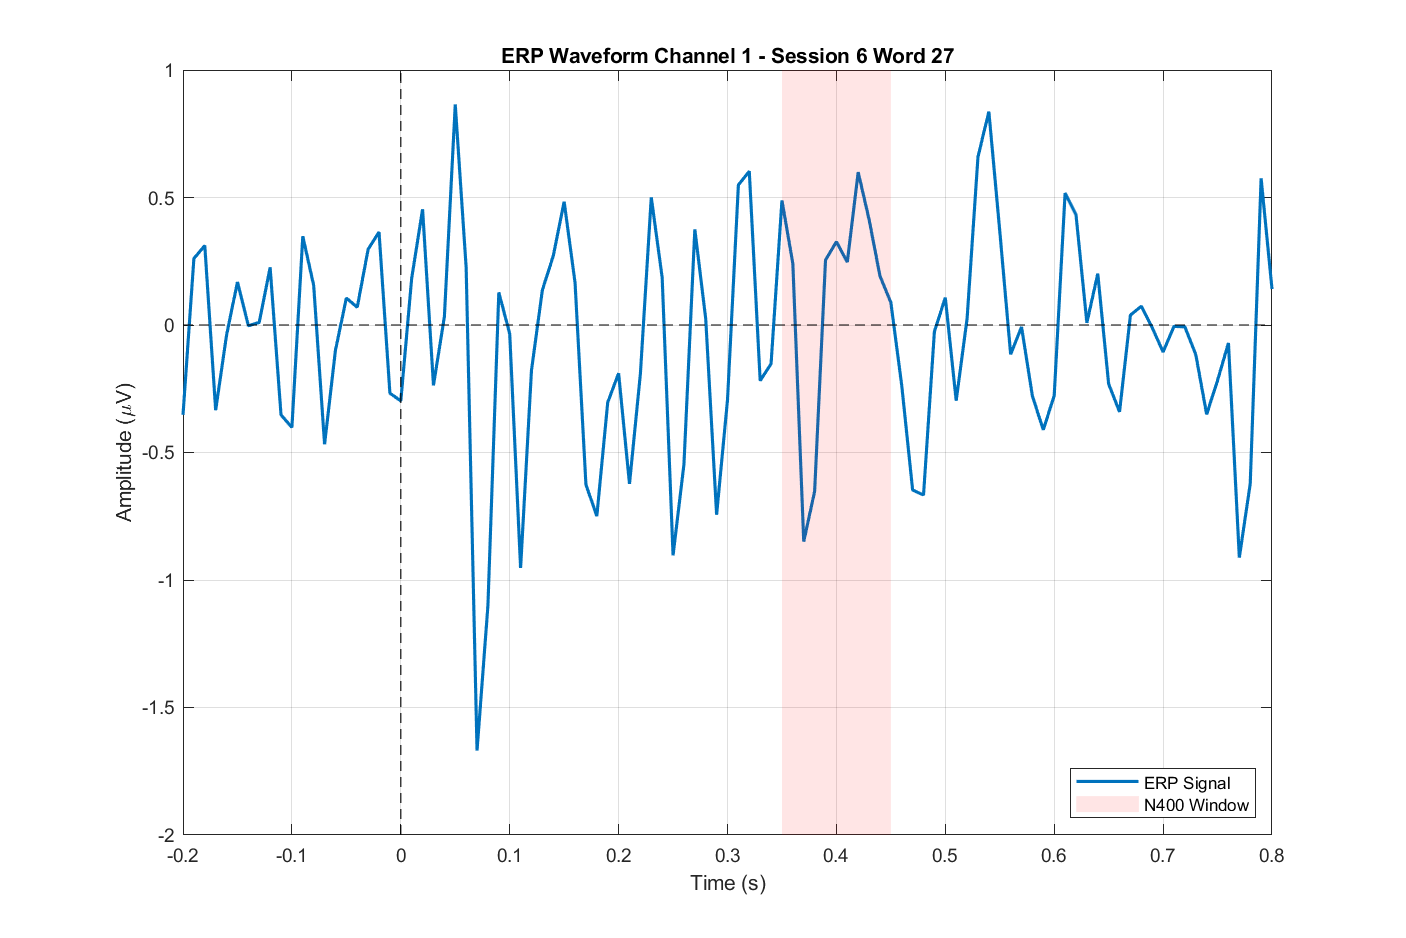 ERP Waveform Channel 1 - Session 6 Word 27
1
0.5
0
-0.5
-1
-1.5
-2
Amplitude (μV)
-0.2 -0.1 0 0.1 0.2 0.3 0.4 0.5 0.6 0.7 0.8
Time (s)
ERP Signal
N400 Window